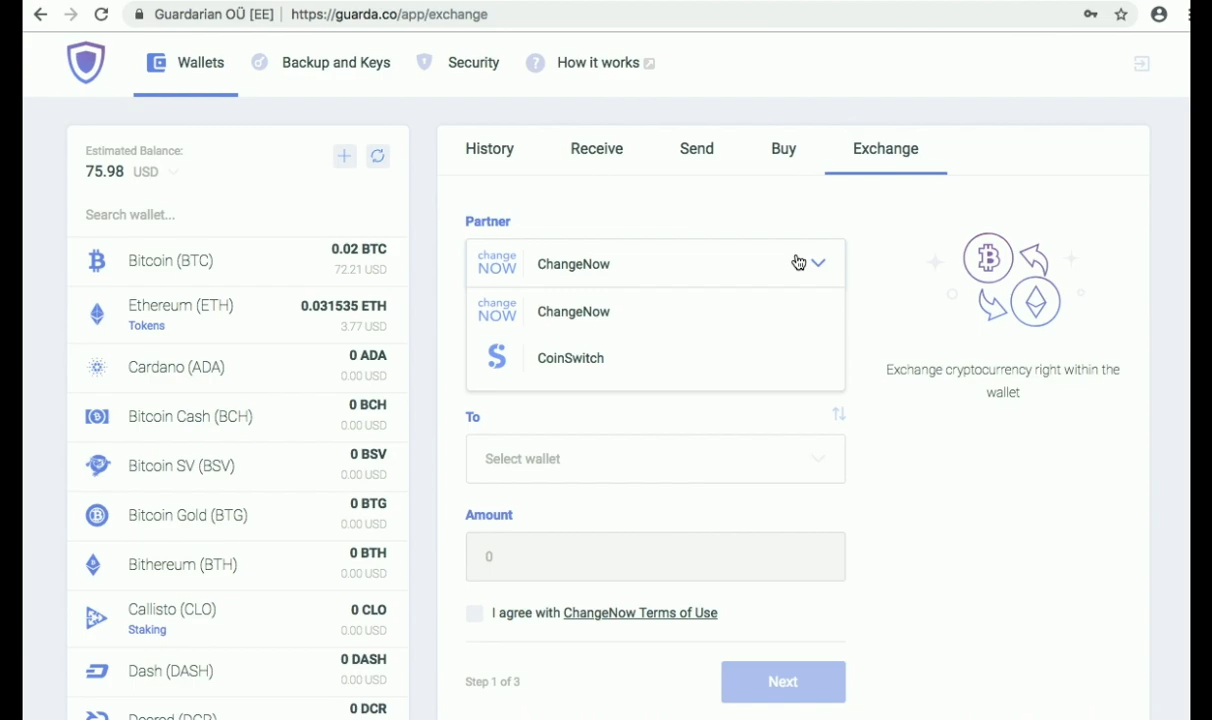 Guardarian OÜ [EE] | https://guarda.co/app/exchange
Wallets
Backup and Keys
Security
How it works
Estimated Balance:
75.98 USD
Search wallet...
Bitcoin (BTC)
0.02 BTC
72.21 USD
Ethereum (ETH)
Tokens
0.031535 ETH
3.77 USD
Cardano (ADA)
0 ADA
0.00 USD
Bitcoin Cash (BCH)
0 BCH
0.00 USD
Bitcoin SV (BSV)
0 BSV
0.00 USD
Bitcoin Gold (BTG)
0 BTG
0.00 USD
Bithereum (BTH)
0 BTH
0.00 USD
Callisto (CLO)
Staking
0 CLO
0.00 USD
Dash (DASH)
0 DASH
0.00 USD
Decred (DCR)
0 DCR
History
Receive
Send
Buy
Exchange
Partner
change
NOW
ChangeNow
change
NOW
ChangeNow
CoinSwitch
To
Select wallet
Amount
0
I agree with ChangeNow Terms of Use
Step 1 of 3
Next
Exchange cryptocurrency right within the
wallet